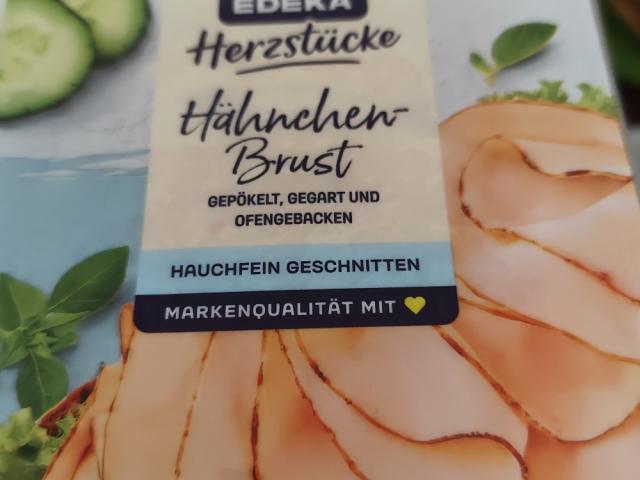 EDEKA
Herzstücke
Hähnchen-
Brust
GEPÖKELT, GEGART UND
OFENGEBACKEN
HAUCHFEIN GESCHNITTEN
MARKENQUALITÄT MIT 💛